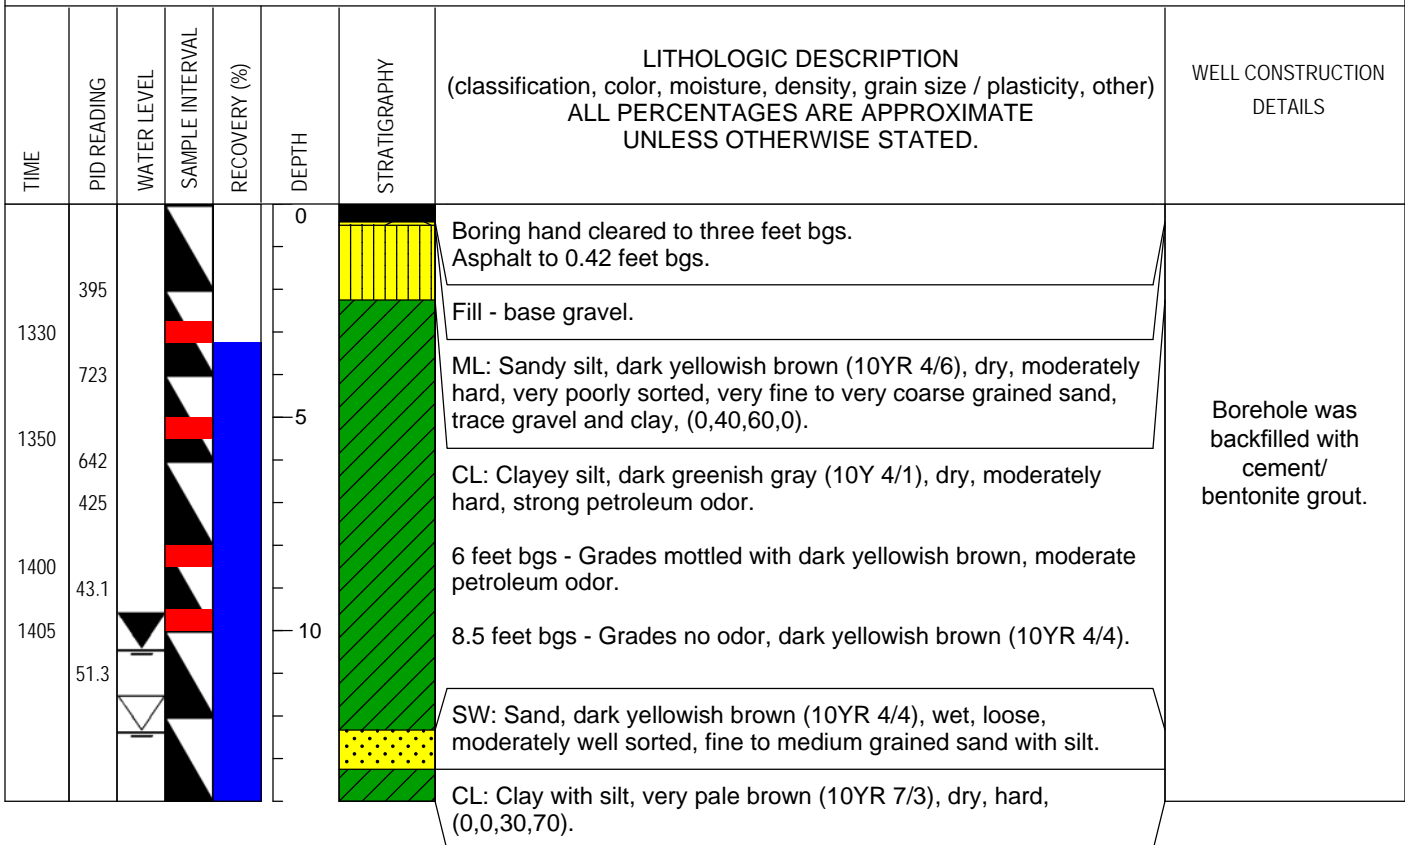 TIME
PID READING
WATER LEVEL
SAMPLE INTERVAL
RECOVERY (%)
DEPTH
STRATIGRAPHY
LITHOLOGIC DESCRIPTION
(classification, color, moisture, density, grain size / plasticity, other)
ALL PERCENTAGES ARE APPROXIMATE
UNLESS OTHERWISE STATED.
WELL CONSTRUCTION
DETAILS
0
Boring hand cleared to three feet bgs.
Asphalt to 0.42 feet bgs.
395
Fill - base gravel.
1330
ML: Sandy silt, dark yellowish brown (10YR 4/6), dry, moderately
hard, very poorly sorted, very fine to very coarse grained sand,
trace gravel and clay, (0,40,60,0).
723
5
1350
Borehole was
backfilled with
cement/
bentonite grout.
642
CL: Clayey silt, dark greenish gray (10Y 4/1), dry, moderately
hard, strong petroleum odor.
425
6 feet bgs - Grades mottled with dark yellowish brown, moderate
petroleum odor.
1400
43.1
1405
10
8.5 feet bgs - Grades no odor, dark yellowish brown (10YR 4/4).
51.3
SW: Sand, dark yellowish brown (10YR 4/4), wet, loose,
moderately well sorted, fine to medium grained sand with silt.
CL: Clay with silt, very pale brown (10YR 7/3), dry, hard,
(0,0,30,70).